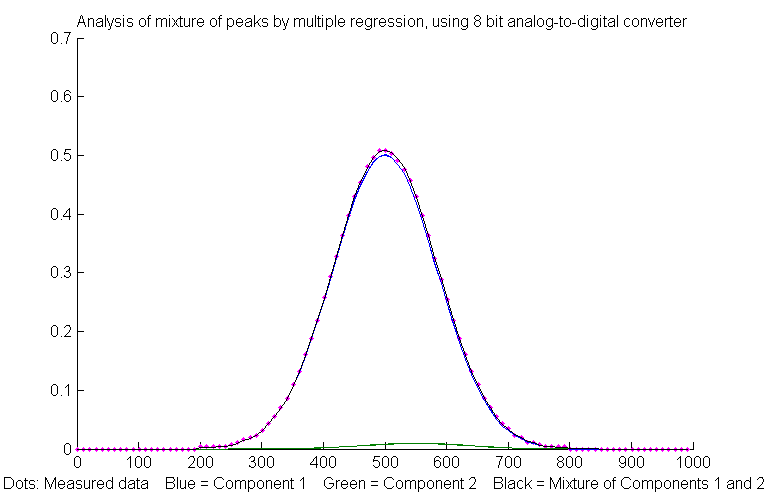 Analysis of mixture of peaks by multiple regression, using 8 bit analog-to-digital converter
0.7
0.6
0.5
0.4
0.3
0.2
0.1
0
0 100 200 300 400 500 600 700 800 900 1000
Dots: Measured data Blue = Component 1 Green = Component 2 Black = Mixture of Components 1 and 2